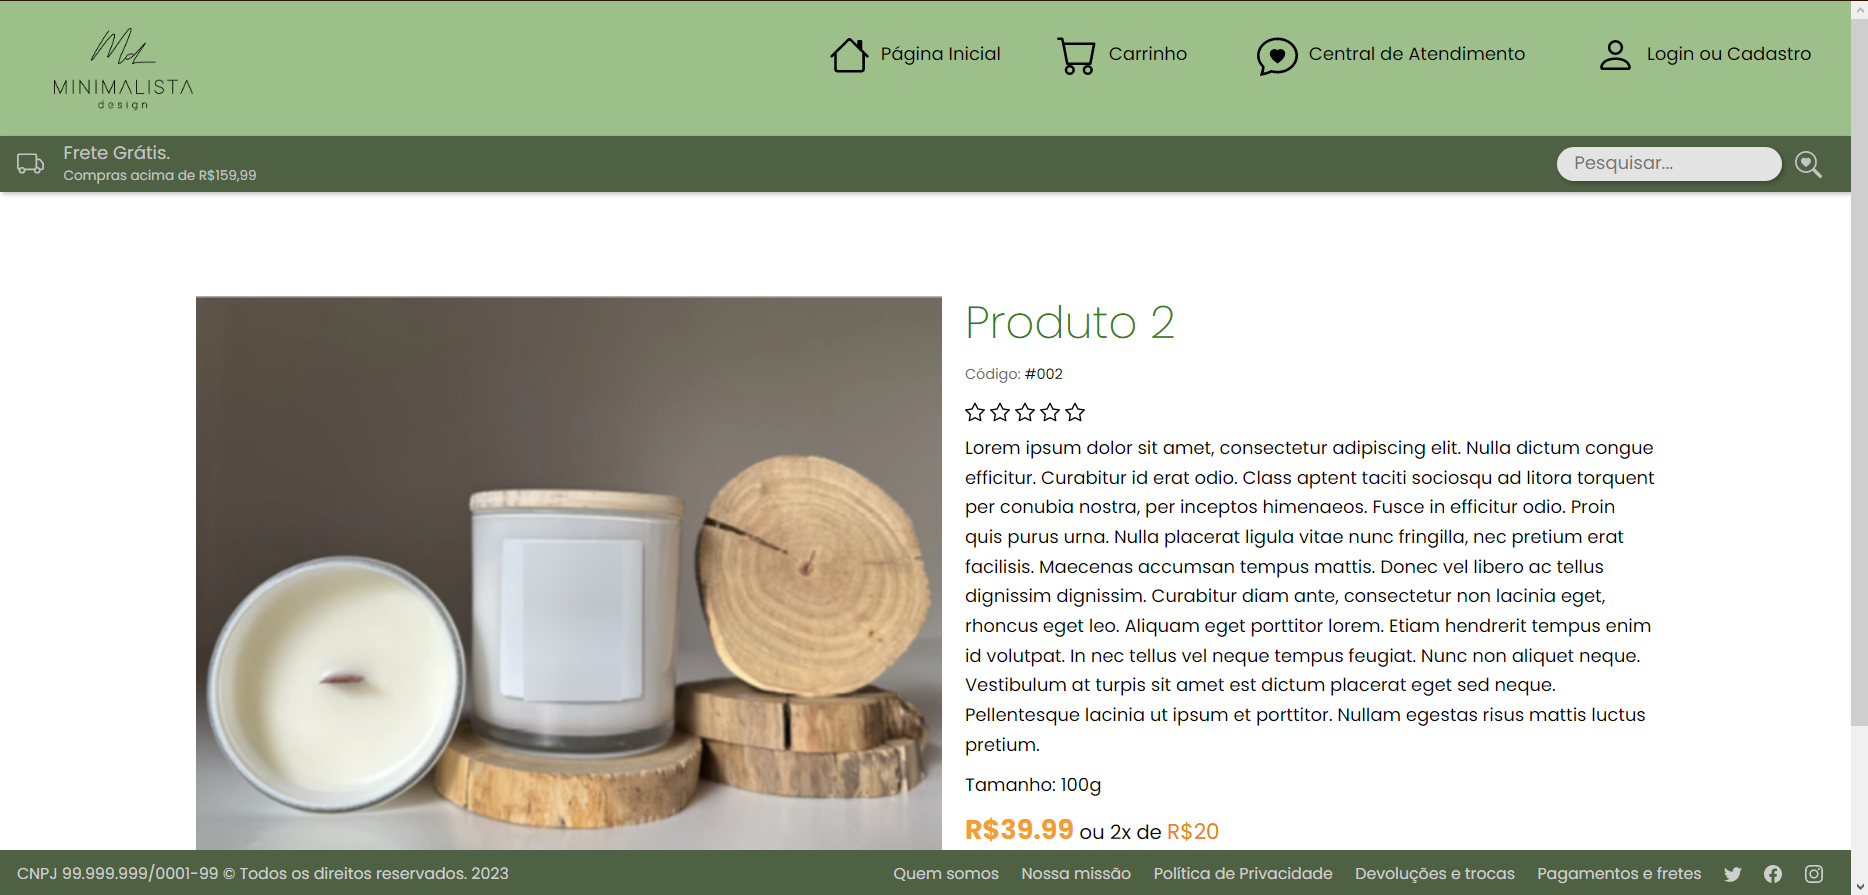 Md
MINIMALISTA
design
Página Inicial
Carrinho
Central de Atendimento
Login ou Cadastro
Frete Grátis.
Compras acima de R$159,99
Pesquisar...
Produto 2
Código: #002
Lorem ipsum dolor sit amet, consectetur adipiscing elit. Nulla dictum congue
efficitur. Curabitur id erat odio. Class aptent taciti sociosqu ad litora torquent
per conubia nostra, per inceptos himenaeos. Fusce in efficitur odio. Proin
quis purus urna. Nulla placerat ligula vitae nunc fringilla, nec pretium erat
facilisis. Maecenas accumsan tempus mattis. Donec vel libero ac tellus
dignissim dignissim. Curabitur diam ante, consectetur non lacinia eget,
rhoncus eget leo. Aliquam eget porttitor lorem. Etiam hendrerit tempus enim
id volutpat. In nec tellus vel neque tempus feugiat. Nunc non aliquet neque.
Vestibulum at turpis sit amet est dictum placerat eget sed neque.
Pellentesque lacinia ut ipsum et porttitor. Nullam egestas risus mattis luctus
pretium.
Tamanho: 100g
R$39.99 ou 2x de R$20
CNPJ 99.999.999/0001-99 © Todos os direitos reservados. 2023
Quem somos
Nossa missão
Política de Privacidade
Devoluções e trocas
Pagamentos e fretes